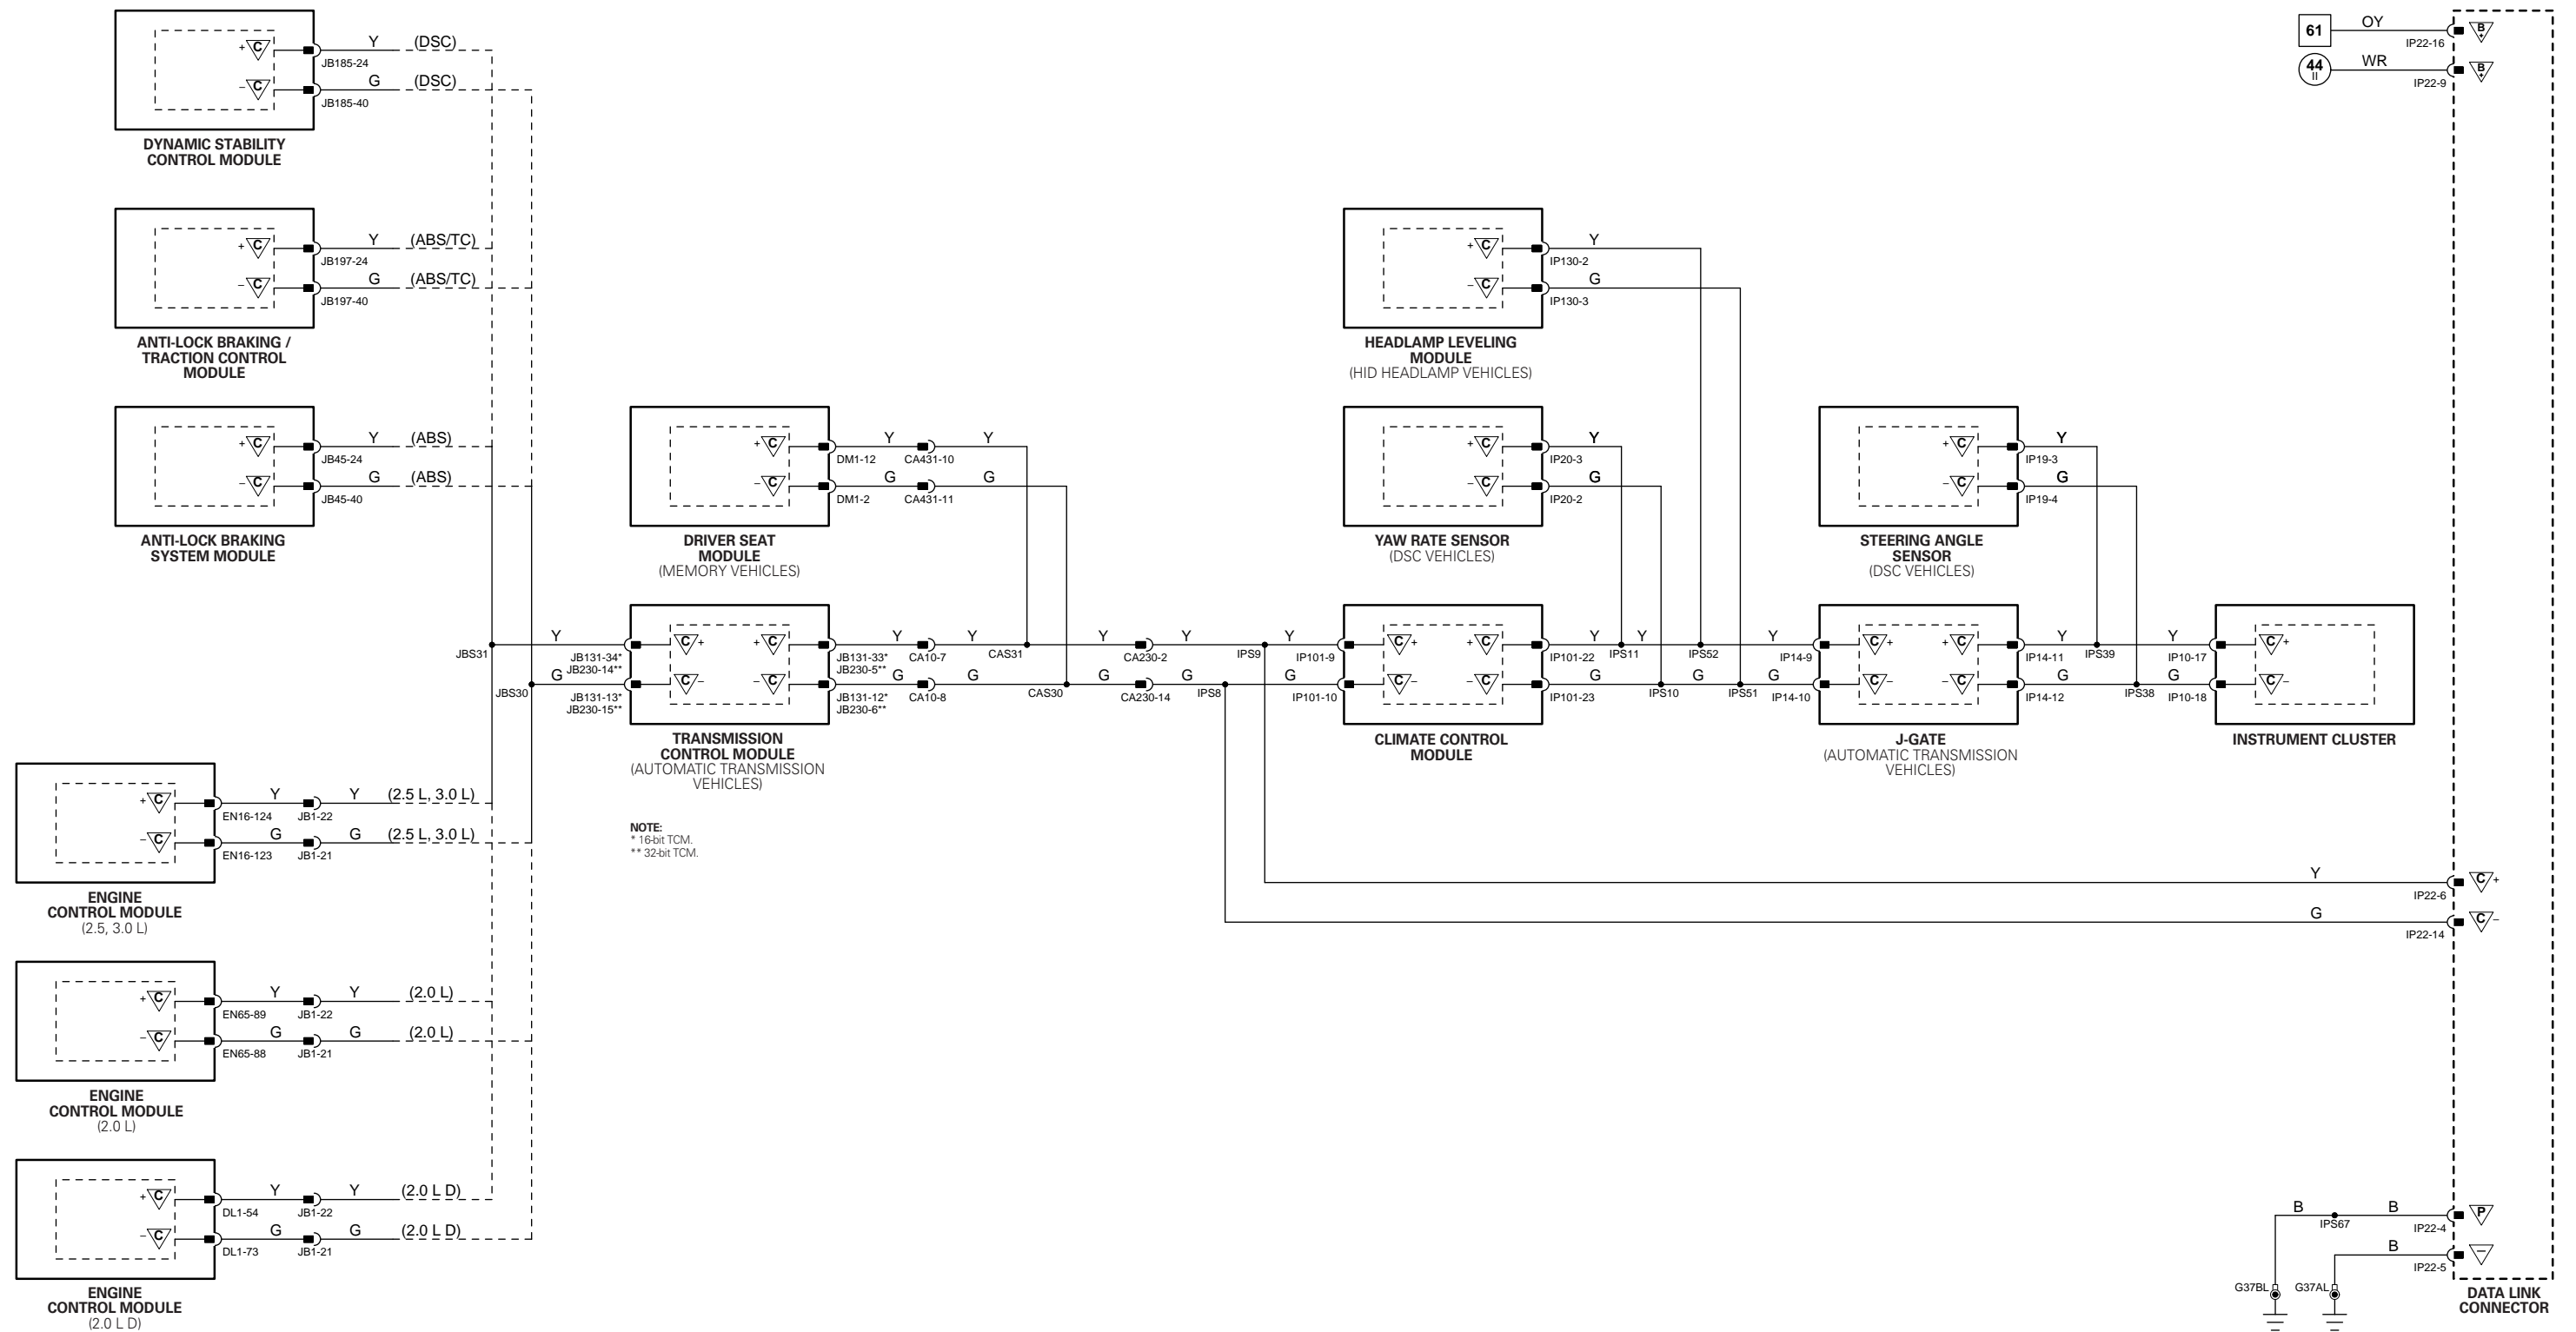 61
OY
IP22-16
B
+
44
II
WR
IP22-9
B
+
+ C
Y
(DSC)
JB185-24
– C
G
(DSC)
JB185-40
DYNAMIC STABILITY
CONTROL MODULE
+ C
Y
(ABS/TC)
JB197-24
– C
G
(ABS/TC)
JB197-40
ANTI-LOCK BRAKING /
TRACTION CONTROL
MODULE
+ C
Y
(ABS)
JB45-24
– C
G
(ABS)
JB45-40
ANTI-LOCK BRAKING
SYSTEM MODULE
+ C
Y
IP130-2
– C
G
IP130-3
HEADLAMP LEVELING
MODULE
(HID HEADLAMP VEHICLES)
+ C
Y
Y
DM1-12
CA431-10
– C
G
G
DM1-2
CA431-11
DRIVER SEAT
MODULE
(MEMORY VEHICLES)
+ C
Y
IP20-3
– C
G
IP20-2
YAW RATE SENSOR
(DSC VEHICLES)
+ C
Y
IP19-3
– C
G
IP19-4
STEERING ANGLE
SENSOR
(DSC VEHICLES)
JBS31
Y
JB131-34*
JB230-14**
C +
+ C
JB131-33*
JB230-5**
Y
CA10-7
Y
CAS31
Y
CA230-2
Y
IPS9
Y
IP101-9
C +
+ C
IP101-22
Y
IPS11
Y
IPS52
Y
IP14-9
C +
+ C
IP14-11
Y
IPS39
Y
IP10-17
C +
JBS30
G
JB131-13*
JB230-15**
C –
– C
JB131-12*
JB230-6**
G
CA10-8
G
CAS30
G
CA230-14
G
IPS8
G
IP101-10
C –
– C
IP101-23
G
IPS10
G
IPS51
G
IP14-10
C –
– C
IP14-12
G
IPS38
G
IP10-18
C –
TRANSMISSION
CONTROL MODULE
(AUTOMATIC TRANSMISSION
VEHICLES)
CLIMATE CONTROL
MODULE
J-GATE
(AUTOMATIC TRANSMISSION
VEHICLES)
INSTRUMENT CLUSTER
NOTE:
* 16-bit TCM.
** 32-bit TCM.
+ C
Y
Y
(2.5 L, 3.0 L)
EN16-124
JB1-22
– C
G
G
(2.5 L, 3.0 L)
EN16-123
JB1-21
ENGINE
CONTROL MODULE
(2.5, 3.0 L)
Y
IP22-6
C +
G
IP22-14
C –
+ C
Y
Y
(2.0 L)
EN65-89
JB1-22
– C
G
G
(2.0 L)
EN65-88
JB1-21
ENGINE
CONTROL MODULE
(2.0 L)
+ C
Y
Y
(2.0 L D)
DL1-54
JB1-22
– C
G
G
(2.0 L D)
DL1-73
JB1-21
ENGINE
CONTROL MODULE
(2.0 L D)
B
IPS67
B
IP22-4
P
B
IP22-5
–
G37BL
G37AL
DATA LINK
CONNECTOR